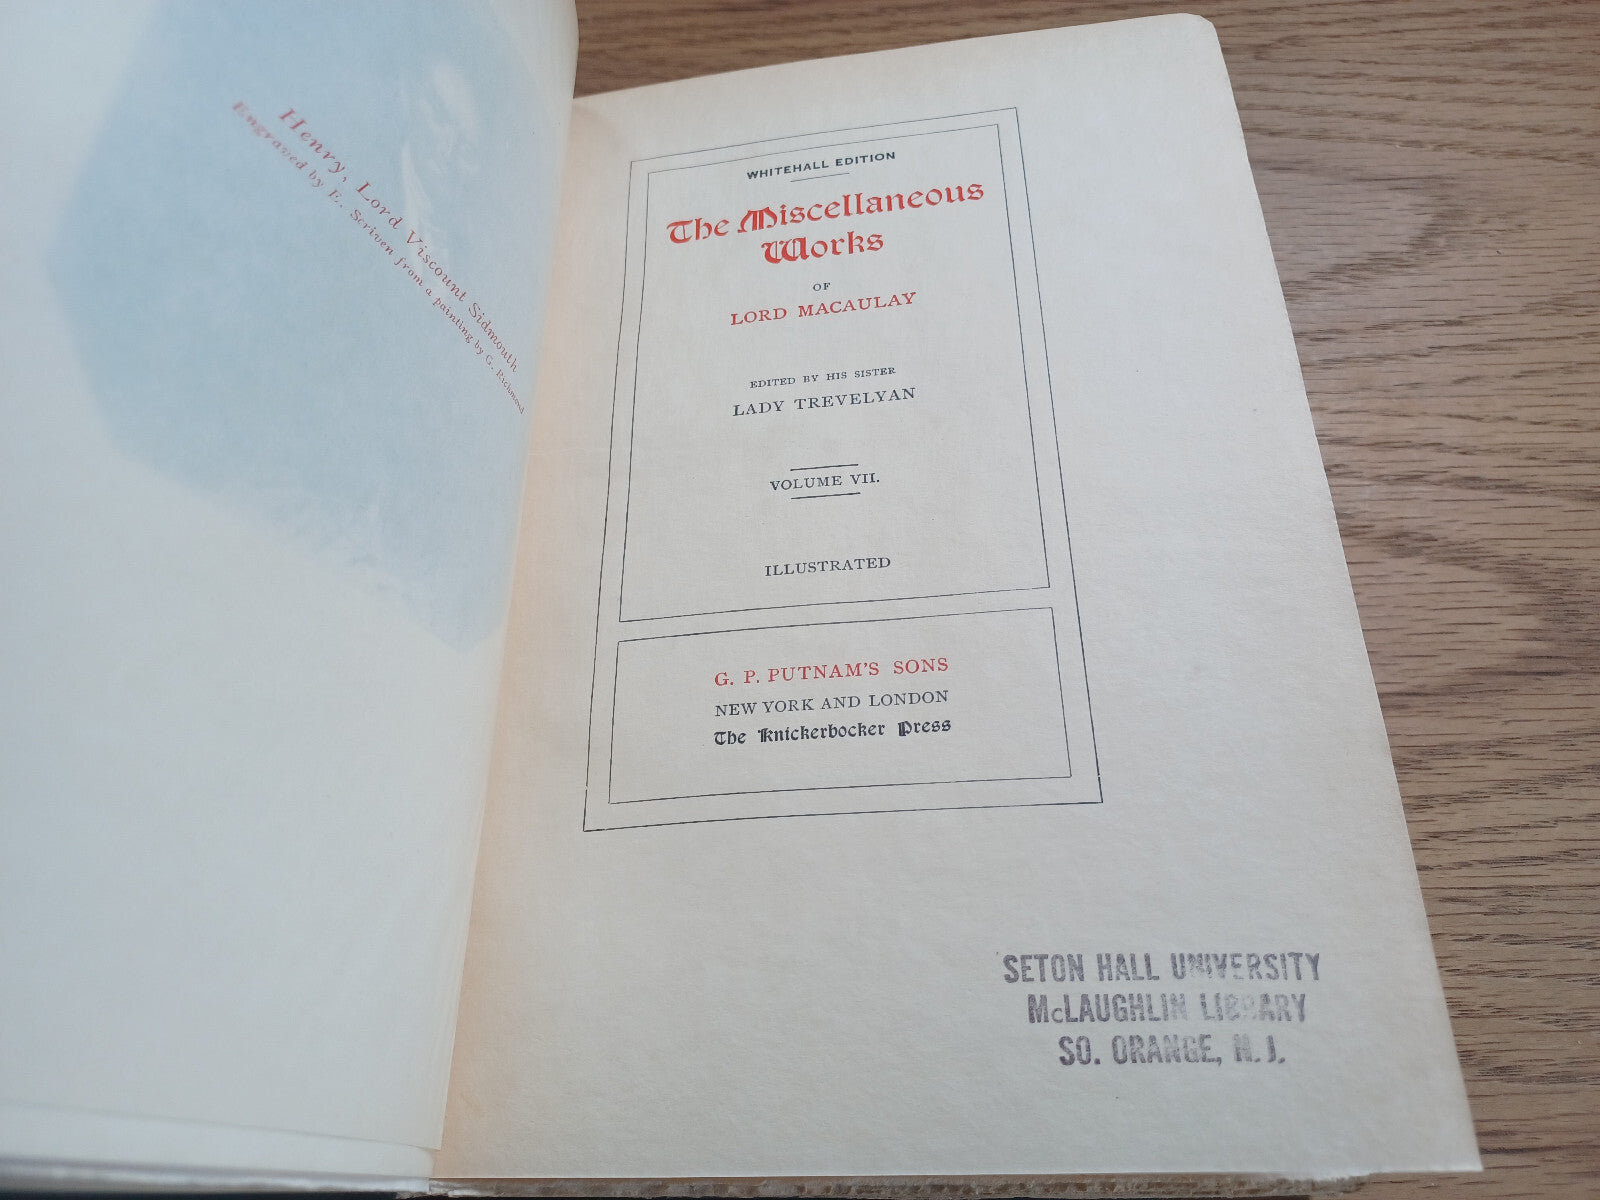 Henry, Lord Viscount Sidmouth
Engraved by E. Scriven from a painting by G. Richmond
WHITEHALL EDITION
The Miscellaneous
Works
OF
LORD MACAULAY
EDITED BY HIS SISTER
LADY TREVELYAN
VOLUME VII.
ILLUSTRATED
G. P. PUTNAM'S SONS
NEW YORK AND LONDON
The Knickerbocker Press
SETON HALL UNIVERSITY
McLAUGHLIN LIBRARY
SO. ORANGE, N. J.